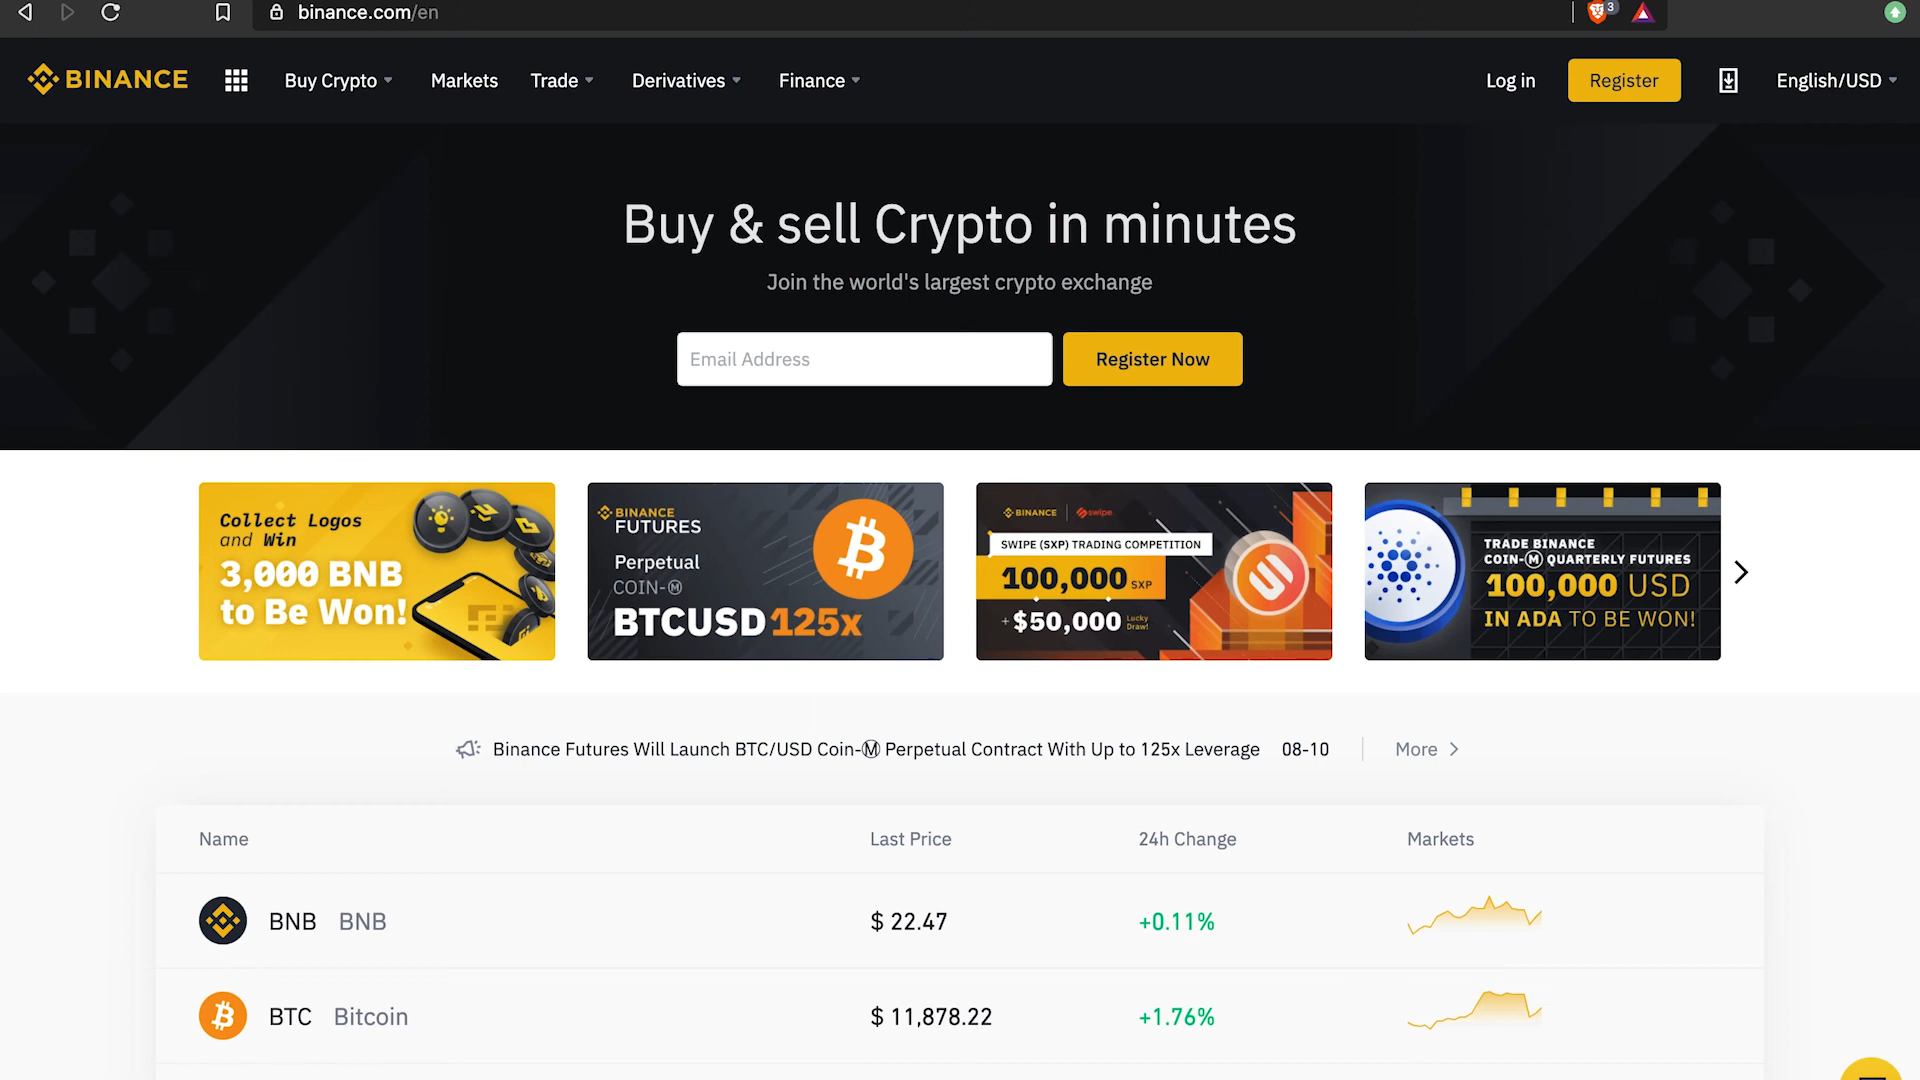 binance.com/en
3
BINANCE
Buy Crypto
Markets
Trade
Derivatives
Finance
Log in
Register
English/USD
Buy & sell Crypto in minutes
Join the world's largest crypto exchange
Email Address
Register Now
Collect Logos
and Win
3,000 BNB
to Be Won!
BINANCE
FUTURES
Perpetual
COIN-Ⓜ
BTCUSD 125x
BINANCE
swipe
SWIPE (SXP) TRADING COMPETITION
100,000 SXP
+ $50,000 Lucky Draw!
TRADE BINANCE
COIN-Ⓜ QUARTERLY FUTURES
100,000 USD
IN ADA TO BE WON!
Binance Futures Will Launch BTC/USD Coin-Ⓜ Perpetual Contract With Up to 125x Leverage 08-10
More
Name Last Price 24h Change Markets
BNB BNB $ 22.47 +0.11%
BTC Bitcoin $ 11,878.22 +1.76%